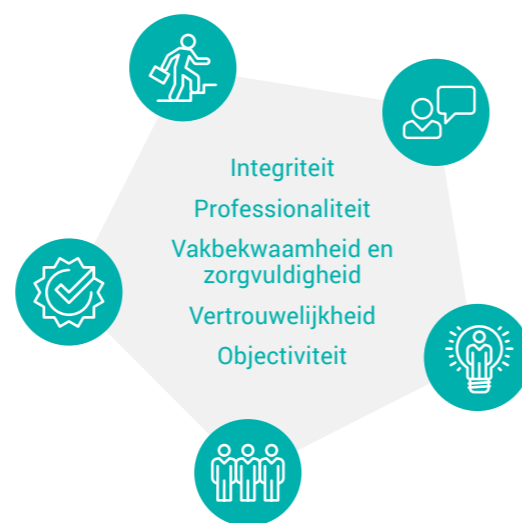 Integriteit
Professionaliteit
Vakbekwaamheid en
zorgvuldigheid
Vertrouwelijkheid
Objectiviteit